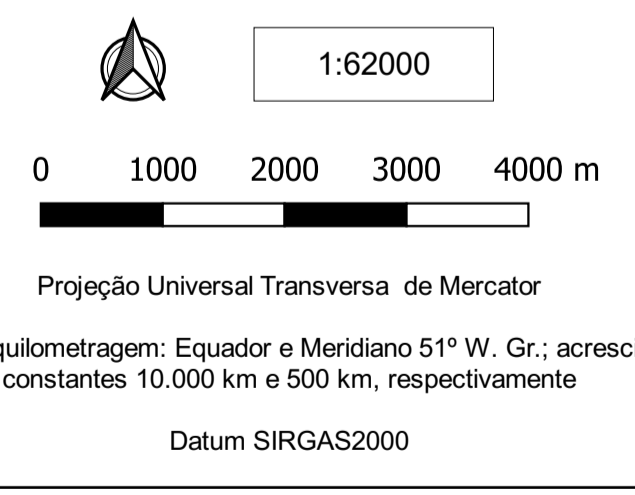 1:62000
0 1000 2000 3000 4000 m
Projeção Universal Transversa de Mercator
quilometragem: Equador e Meridiano 51º W. Gr.;
constantes 10.000 km e 500 km, respectivamente
Datum SIRGAS2000